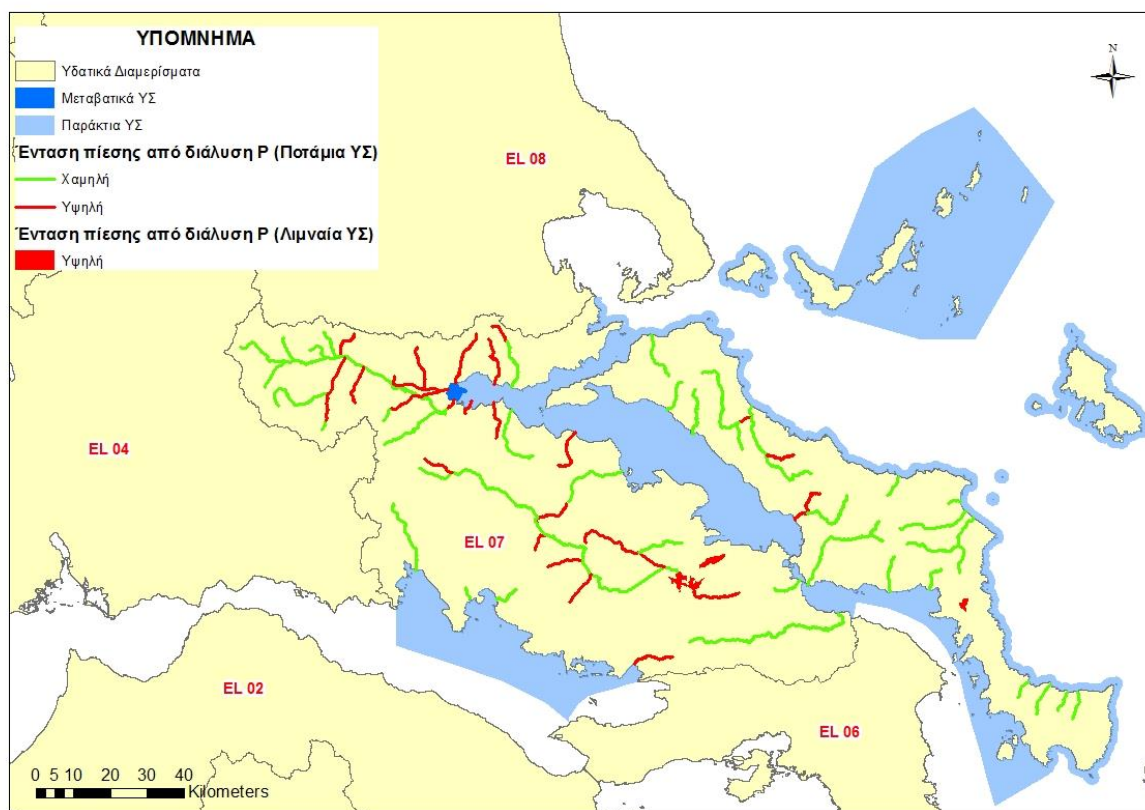 ΥΠΟΜΝΗΜΑ
Υδατικά Διαμερίσματα
Μεταβατικά ΥΣ
Παράκτια ΥΣ
Ένταση πίεσης από διάλυση P (Ποτάμια ΥΣ)
Χαμηλή
Υψηλή
Ένταση πίεσης από διάλυση P (Λιμναία ΥΣ)
Υψηλή
N
EL 08
EL 04
EL 07
EL 02
EL 06
0 5 10 20 30 40
Kilometers